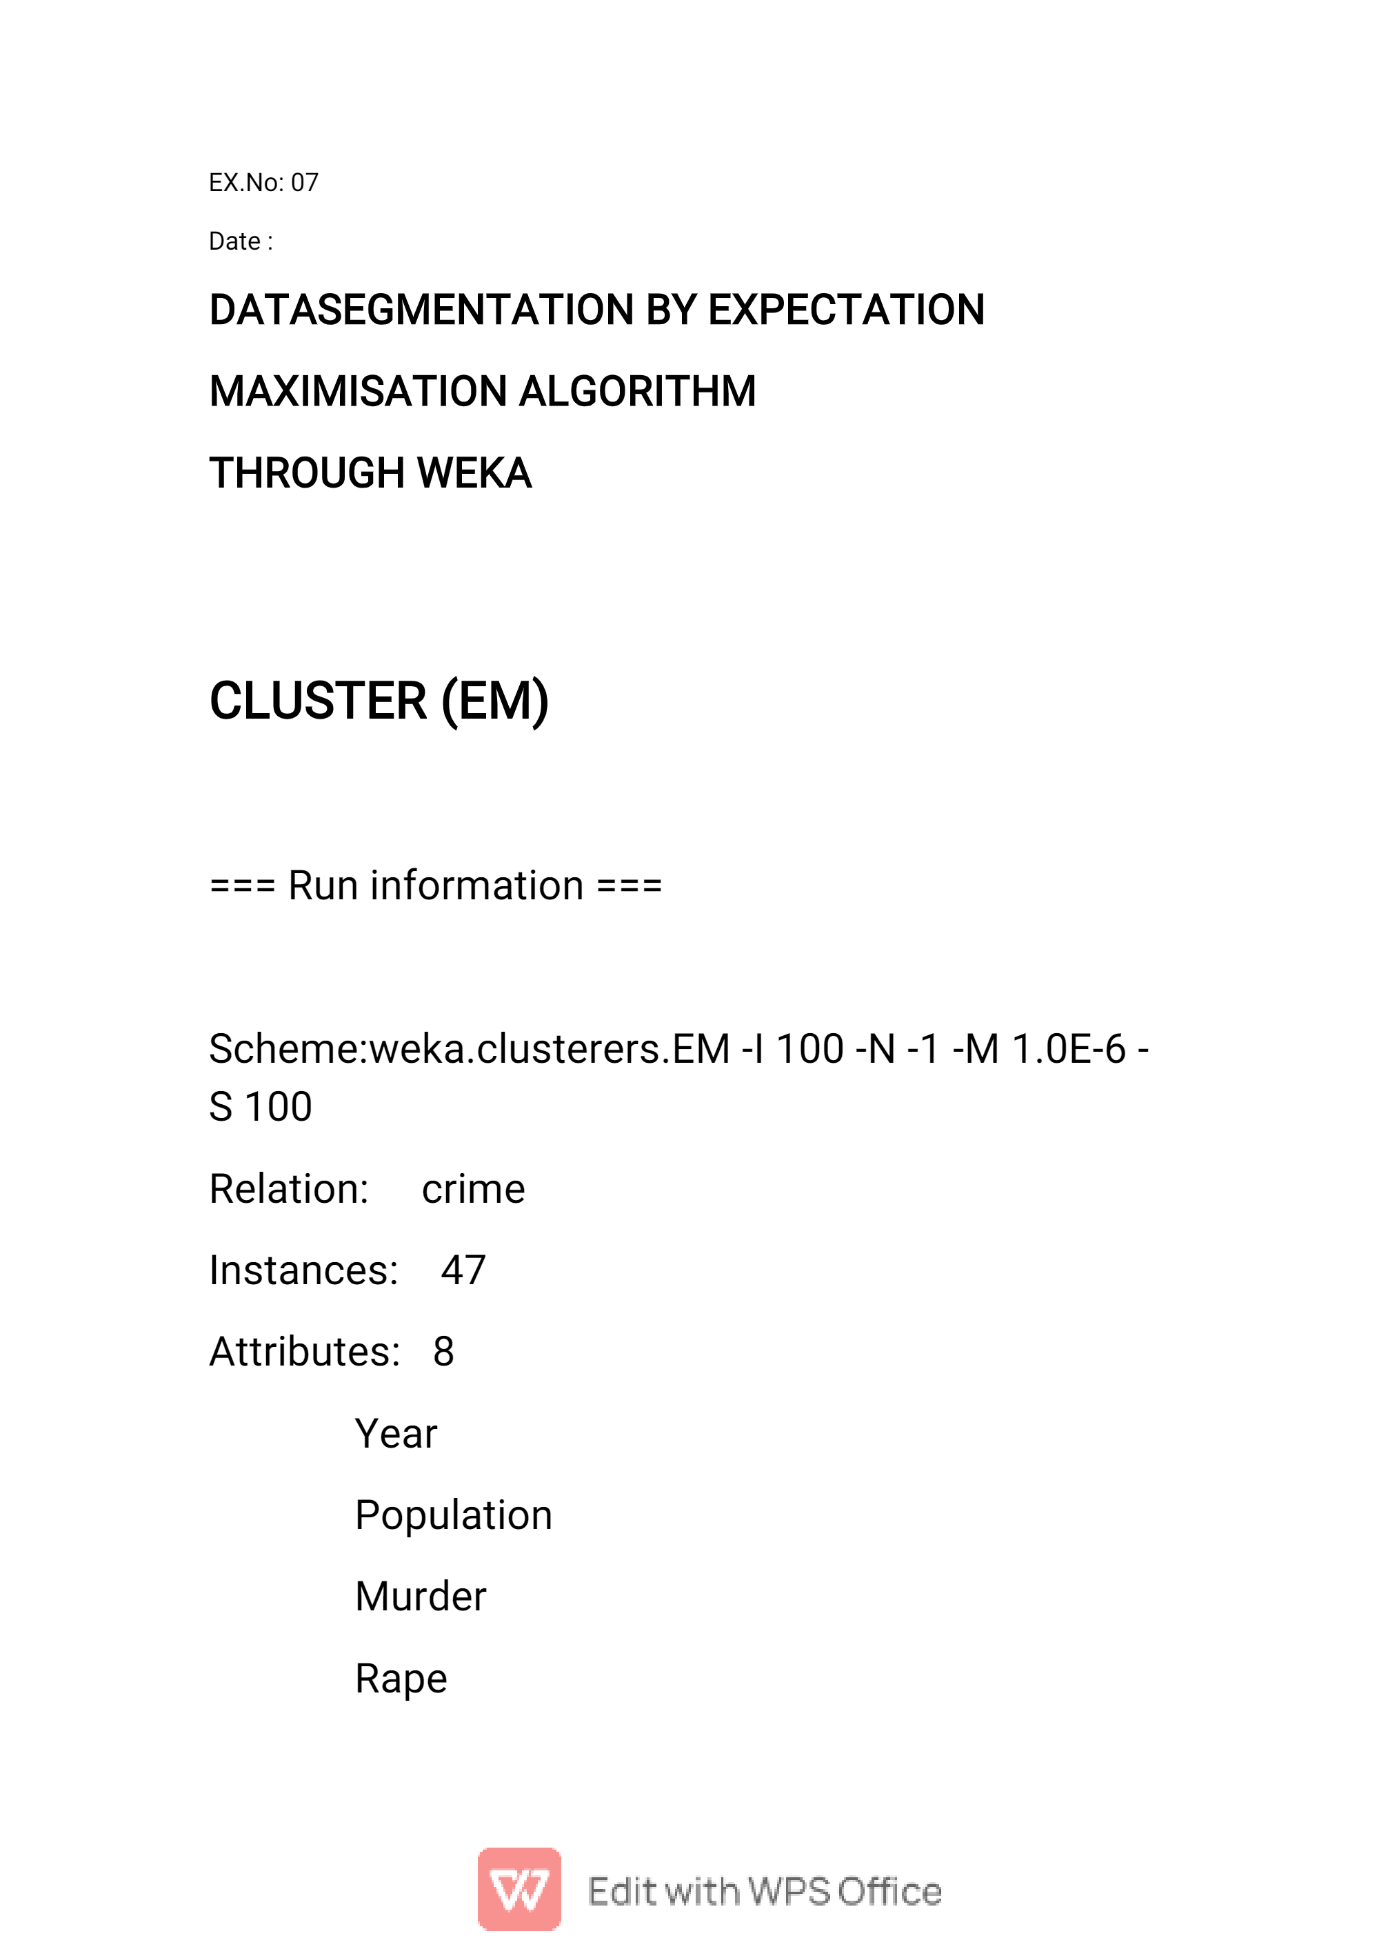 EX.No: 07
Date :
DATASEGMENTATION BY EXPECTATION
MAXIMISATION ALGORITHM
THROUGH WEKA
CLUSTER (EM)
=== Run information ===
Scheme:weka.clusterers.EM -I 100 -N -1 -M 1.0E-6 -
S 100
Relation: crime
Instances: 47
Attributes: 8
Year
Population
Murder
Rape
Edit with WPS Office